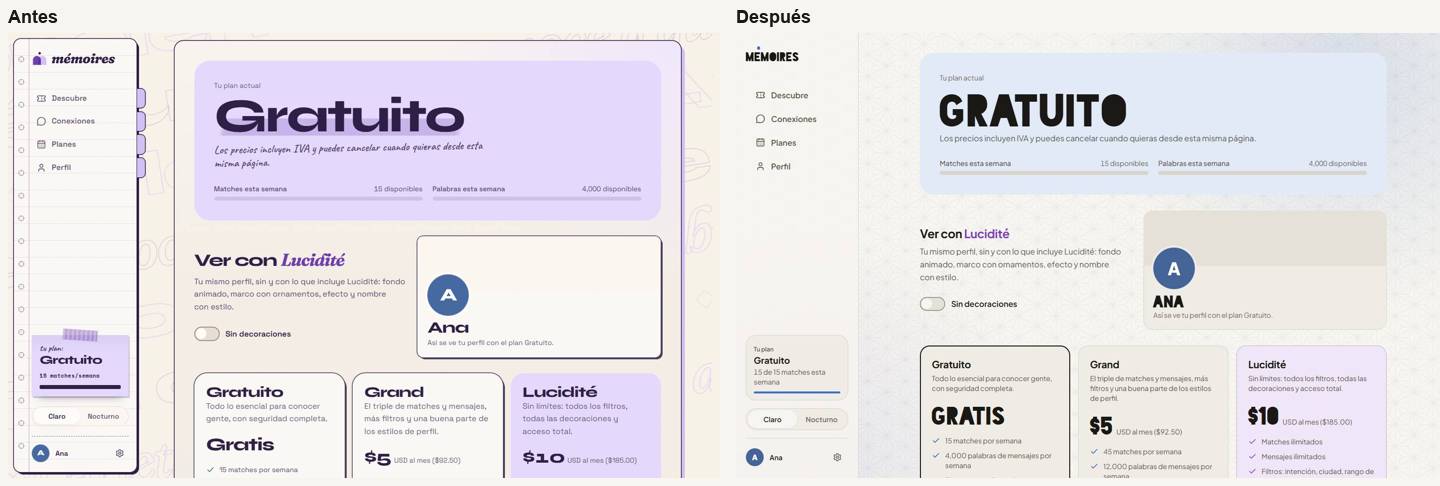 Antes
mémoires
Descubre
Conexiones
Planes
Perfil
tu plan:
Gratuito
15 matches/semana
Claro
Nocturno
A
Ana
Tu plan actual
Gratuito
Los precios incluyen IVA y puedes cancelar cuando quieras desde esta
misma página.
Matches esta semana
15 disponibles
Palabras esta semana
4,000 disponibles
Ver con Lucidité
Tu mismo perfil, sin y con lo que incluye Lucidité: fondo
animado, marco con ornamentos, efecto y nombre
con estilo.
Sin decoraciones
A
Ana
Así se ve tu perfil con el plan Gratuito.
Gratuito
Todo lo esencial para conocer
gente, con seguridad completa.
Gratis
15 matches por semana
Grand
El triple de matches y mensajes,
más filtros y una buena parte de
los estilos de perfil.
$5 USD al mes ($92.50)
Lucidité
Sin límites: todos los filtros,
todas las decoraciones y
acceso total.
$10 USD al mes ($185.00)
Después
MÉMOIRES
Descubre
Conexiones
Planes
Perfil
Tu plan
Gratuito
15 de 15 matches esta
semana
Claro
Nocturno
A
Ana
Tu plan actual
GRATUITO
Los precios incluyen IVA y puedes cancelar cuando quieras desde esta misma página.
Matches esta semana
15 disponibles
Palabras esta semana
4,000 disponibles
Ver con Lucidité
Tu mismo perfil, sin y con lo que incluye Lucidité: fondo
animado, marco con ornamentos, efecto y nombre
con estilo.
Sin decoraciones
A
ANA
Así se ve tu perfil con el plan Gratuito.
Gratuito
Todo lo esencial para conocer gente,
con seguridad completa.
GRATIS
15 matches por semana
4,000 palabras de mensajes por
semana
Grand
El triple de matches y mensajes, más
filtros y una buena parte de los estilos de
perfil.
$5 USD al mes ($92.50)
45 matches por semana
12,000 palabras de mensajes por
semana
Lucidité
Sin límites: todos los filtros, todas las
decoraciones y acceso total.
$10 USD al mes ($185.00)
Matches ilimitados
Mensajes ilimitados
Filtros: intención, ciudad, rango de